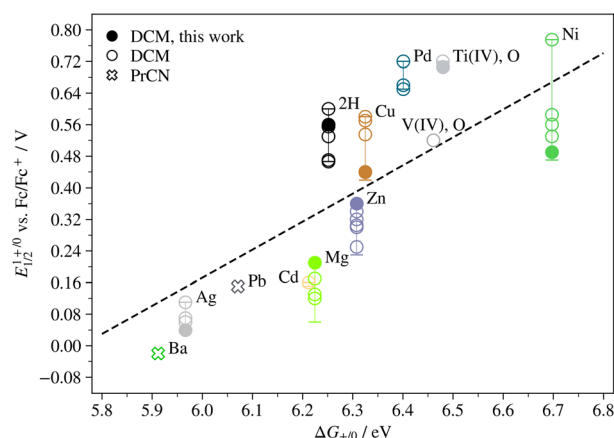 DCM, this work
DCM
PrCN
Ni
Pd
Ti(IV), O
2H
Cu
V(IV), O
Zn
Mg
Cd
Pb
Ag
Ba
0.80
0.72
0.64
0.56
0.48
0.40
0.32
0.24
0.16
0.08
0.00
−0.08
E₁/₂¹⁺ᐟ⁰ vs. Fc/Fc⁺ / V
5.8 5.9 6.0 6.1 6.2 6.3 6.4 6.5 6.6 6.7 6.8
ΔG₊/₀ / eV